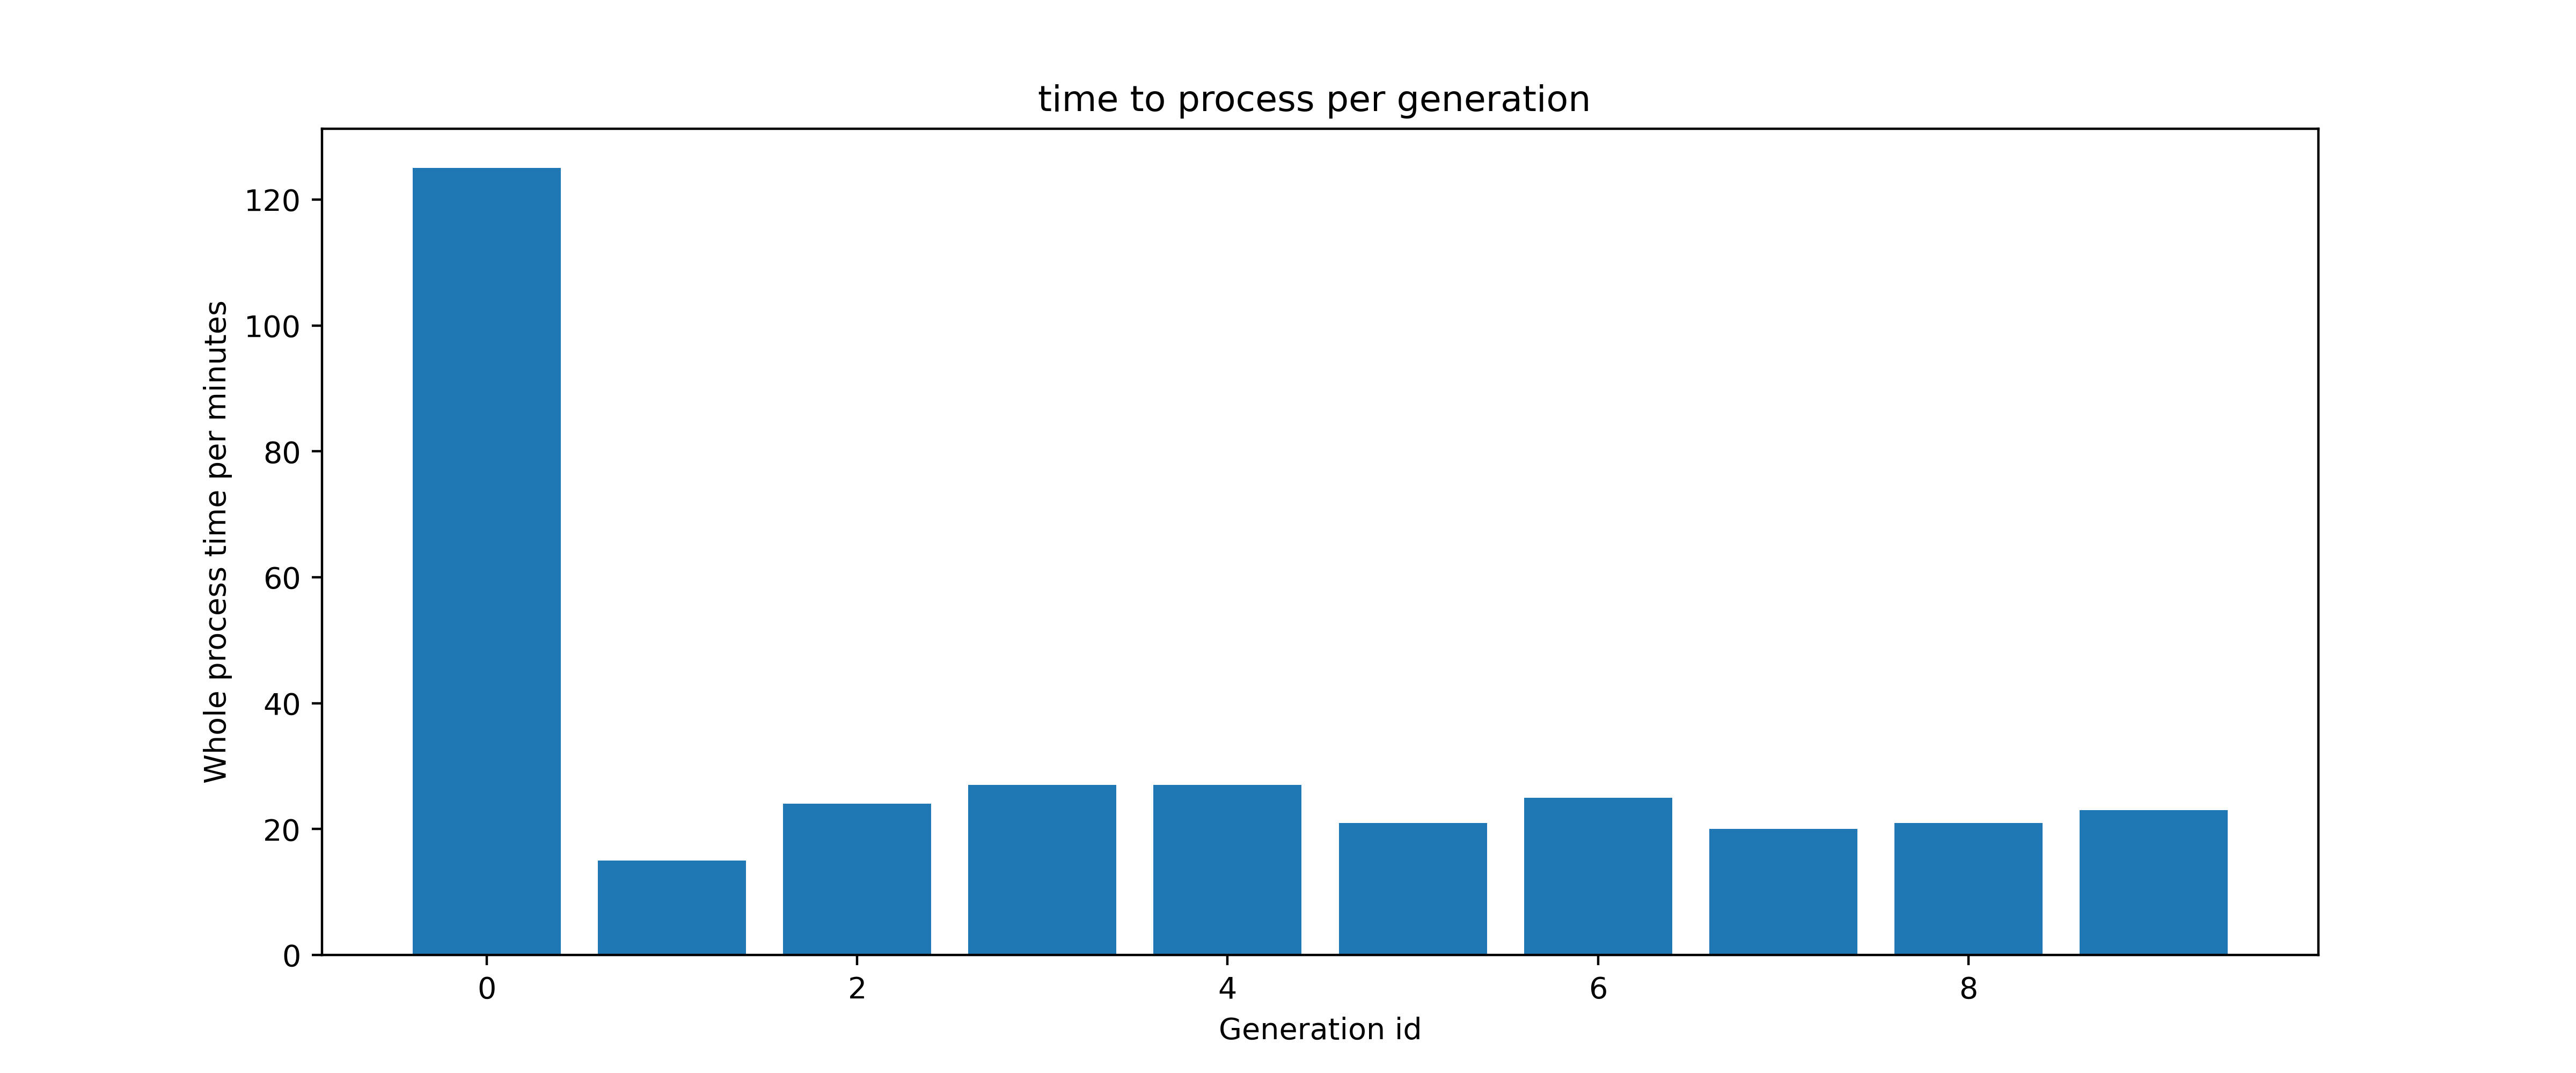 time to process per generation
Whole process time per minutes
120
100
80
60
40
20
0
0 2 4 6 8
Generation id